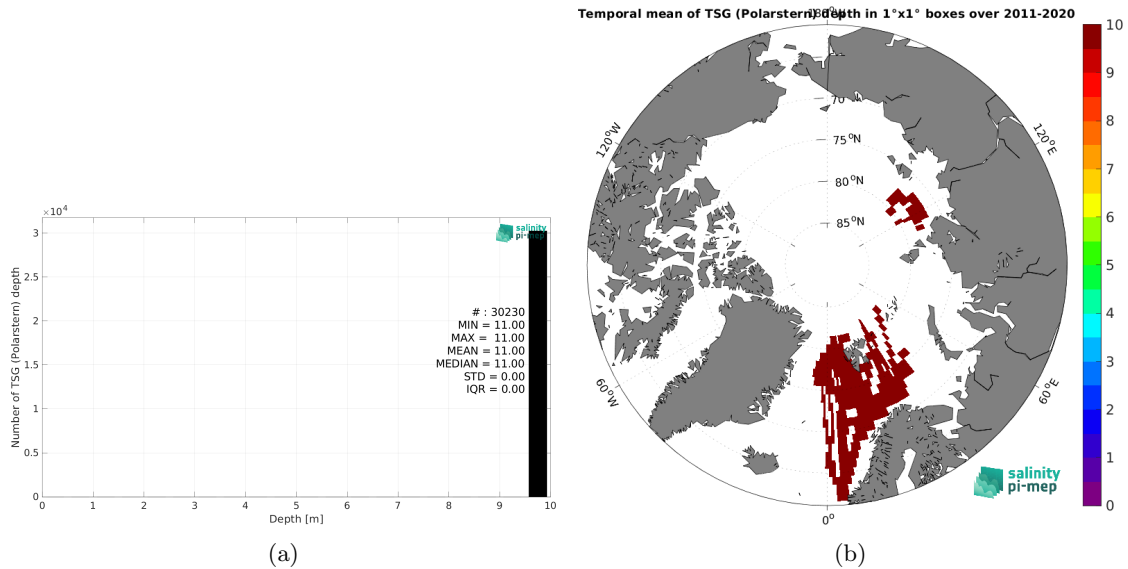 ×10⁴
3
2.5
2
1.5
1
0.5
0
Number of TSG (Polarstern) depth
salinity
pi-mep
# : 30230
MIN = 11.00
MAX = 11.00
MEAN = 11.00
MEDIAN = 11.00
STD = 0.00
IQR = 0.00
0 1 2 3 4 5 6 7 8 9 10
Depth [m]
(a)
Temporal mean of TSG (Polarstern) depth in 1°x1° boxes over 2011-2020
180°W
120°W
120°E
70
75°N
80°N
85°N
60°W
60°E
0°
salinity
pi-mep
10
9
8
7
6
5
4
3
2
1
0
(b)